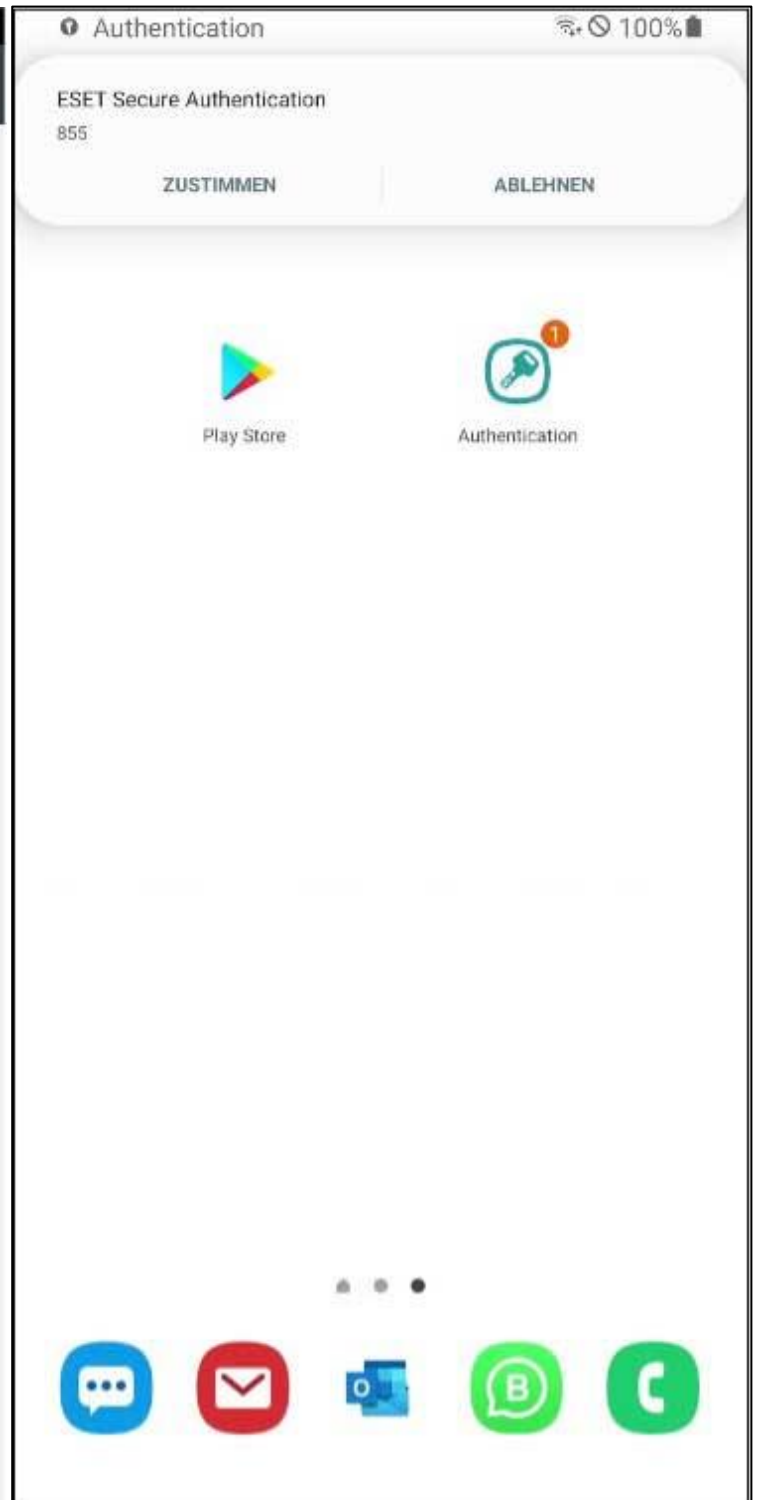 Authentication 100%
ESET Secure Authentication
855
ZUSTIMMEN ABLEHNEN
1
Play Store Authentication
O B